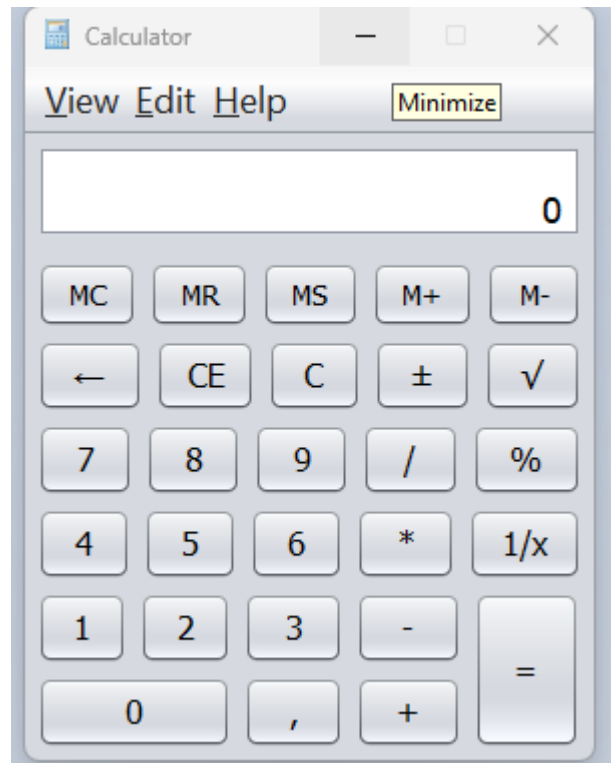 Calculator
View Edit Help Minimize
0
MC MR MS M+ M-
← CE C ± √
7 8 9 / %
4 5 6 * 1/x
1 2 3 - =
0 , +